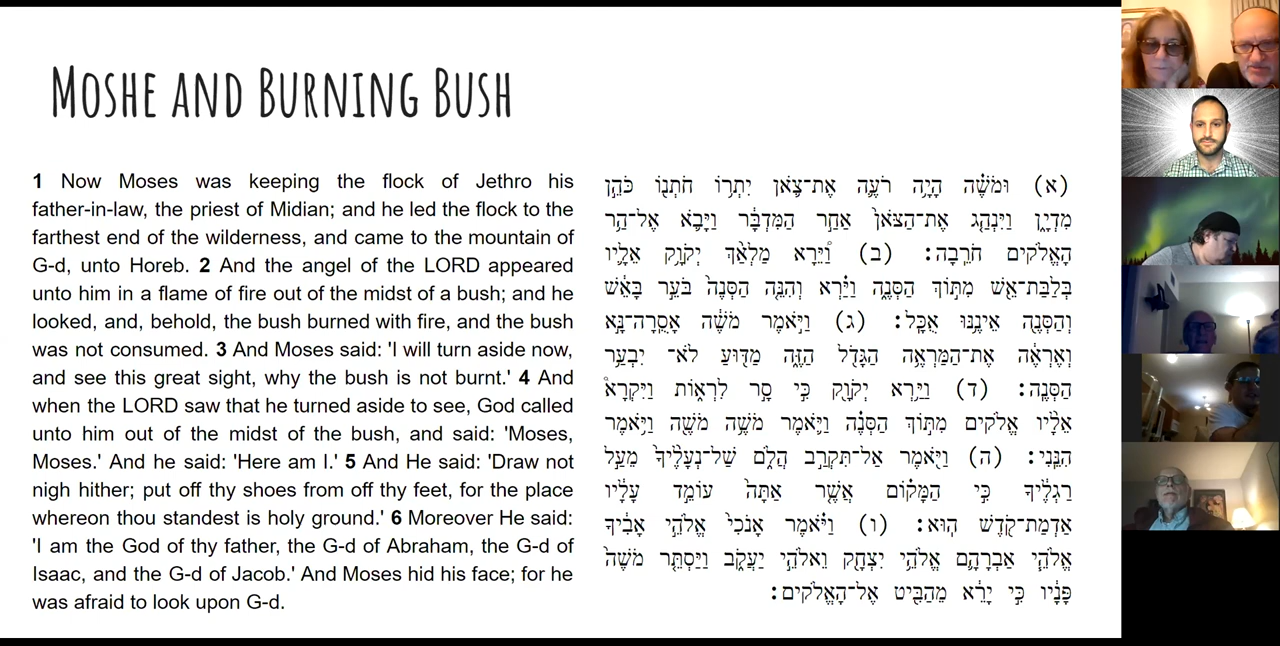 Moshe and Burning Bush
1 Now Moses was keeping the flock of Jethro his
father-in-law, the priest of Midian; and he led the flock to the
farthest end of the wilderness, and came to the mountain of
G-d, unto Horeb. 2 And the angel of the LORD appeared
unto him in a flame of fire out of the midst of a bush; and he
looked, and, behold, the bush burned with fire, and the bush
was not consumed. 3 And Moses said: 'I will turn aside now,
and see this great sight, why the bush is not burnt.' 4 And
when the LORD saw that he turned aside to see, God called
unto him out of the midst of the bush, and said: 'Moses,
Moses.' And he said: 'Here am I.' 5 And He said: 'Draw not
nigh hither; put off thy shoes from off thy feet, for the place
whereon thou standest is holy ground.' 6 Moreover He said:
'I am the God of thy father, the G-d of Abraham, the G-d of
Isaac, and the G-d of Jacob.' And Moses hid his face; for he
was afraid to look upon G-d.
(א) וּמֹשֶׁ֗ה הָיָ֥ה רֹעֶ֛ה אֶת־צֹ֛אן יִתְר֥וֹ חֹתְנ֖וֹ כֹּהֵ֣ן
מִדְיָ֑ן וַיִּנְהַ֤ג אֶת־הַצֹּאן֙ אַחַ֣ר הַמִּדְבָּ֔ר וַיָּבֹ֛א אֶל־הַ֥ר
הָאֱלֹקִ֖ים חֹרֵֽבָה׃ (ב) וַ֠יֵּרָא מַלְאַ֨ךְ יְקֹוָ֥ק אֵלָ֛יו
בְּלַבַּת־אֵ֖שׁ מִתּ֣וֹךְ הַסְּנֶ֑ה וַיַּ֗רְא וְהִנֵּ֤ה הַסְּנֶה֙ בֹּעֵ֣ר בָּאֵ֔שׁ
וְהַסְּנֶ֖ה אֵינֶ֥נּוּ אֻכָּֽל׃ (ג) וַיֹּ֣אמֶר מֹשֶׁ֔ה אָסֻֽרָה־נָּ֣א
וְאֶרְאֶ֔ה אֶת־הַמַּרְאֶ֥ה הַגָּדֹ֖ל הַזֶּ֑ה מַדּ֖וּעַ לֹא־ יִבְעַ֥ר
הַסְּנֶֽה׃ (ד) וַיַּ֥רְא יְקֹוָ֖ק כִּ֣י סָ֣ר לִרְא֑וֹת וַיִּקְרָא֩
אֵלָ֨יו אֱלֹקִ֜ים מִתּ֣וֹךְ הַסְּנֶ֗ה וַיֹּ֛אמֶר מֹשֶׁ֥ה מֹשֶׁ֖ה וַיֹּ֥אמֶר
הִנֵּֽנִי׃ (ה) וַיֹּ֖אמֶר אַל־תִּקְרַ֣ב הֲלֹ֑ם שַׁל־נְעָלֶ֙יךָ֙ מֵעַ֣ל
רַגְלֶ֔יךָ כִּ֣י הַמָּק֗וֹם אֲשֶׁ֤ר אַתָּה֙ עוֹמֵ֣ד עָלָ֔יו
אַדְמַת־קֹ֖דֶשׁ הֽוּא׃ (ו) וַיֹּ֗אמֶר אָנֹכִי֙ אֱלֹהֵ֣י אָבִ֔יךָ
אֱלֹהֵ֧י אַבְרָהָ֛ם אֱלֹהֵ֥י יִצְחָ֖ק וֵאלֹהֵ֣י יַעֲקֹ֑ב וַיַּסְתֵּ֤ר מֹשֶׁה֙
פָּנָ֔יו כִּ֣י יָרֵ֔א מֵהַבִּ֖יט אֶל־הָאֱלֹקִֽים׃